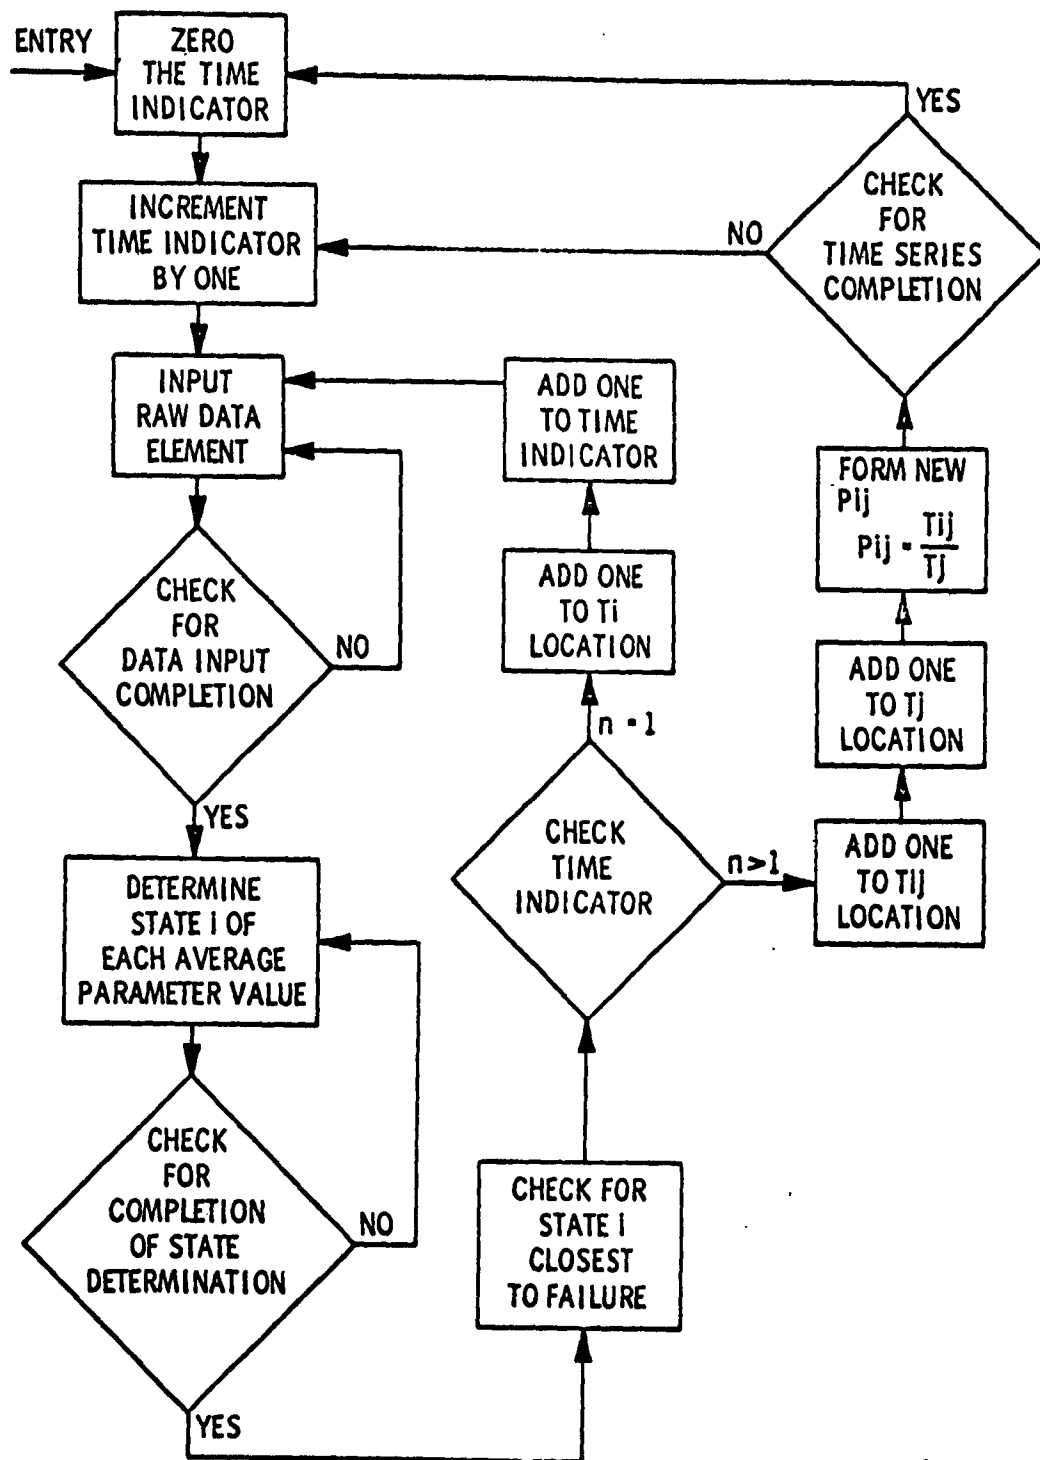 ENTRY
ZERO
THE TIME
INDICATOR
INCREMENT
TIME INDICATOR
BY ONE
INPUT
RAW DATA
ELEMENT
CHECK
FOR
DATA INPUT
COMPLETION
NO
YES
DETERMINE
STATE i OF
EACH AVERAGE
PARAMETER VALUE
CHECK
FOR
COMPLETION
OF STATE
DETERMINATION
NO
YES
CHECK FOR
STATE i
CLOSEST
TO FAILURE
CHECK
TIME
INDICATOR
n = 1
ADD ONE
TO Ti
LOCATION
ADD ONE
TO TIME
INDICATOR
n > 1
ADD ONE
TO Tij
LOCATION
ADD ONE
TO Tj
LOCATION
FORM NEW
Pij
Pij = Tij
Tj
CHECK
FOR
TIME SERIES
COMPLETION
NO
YES